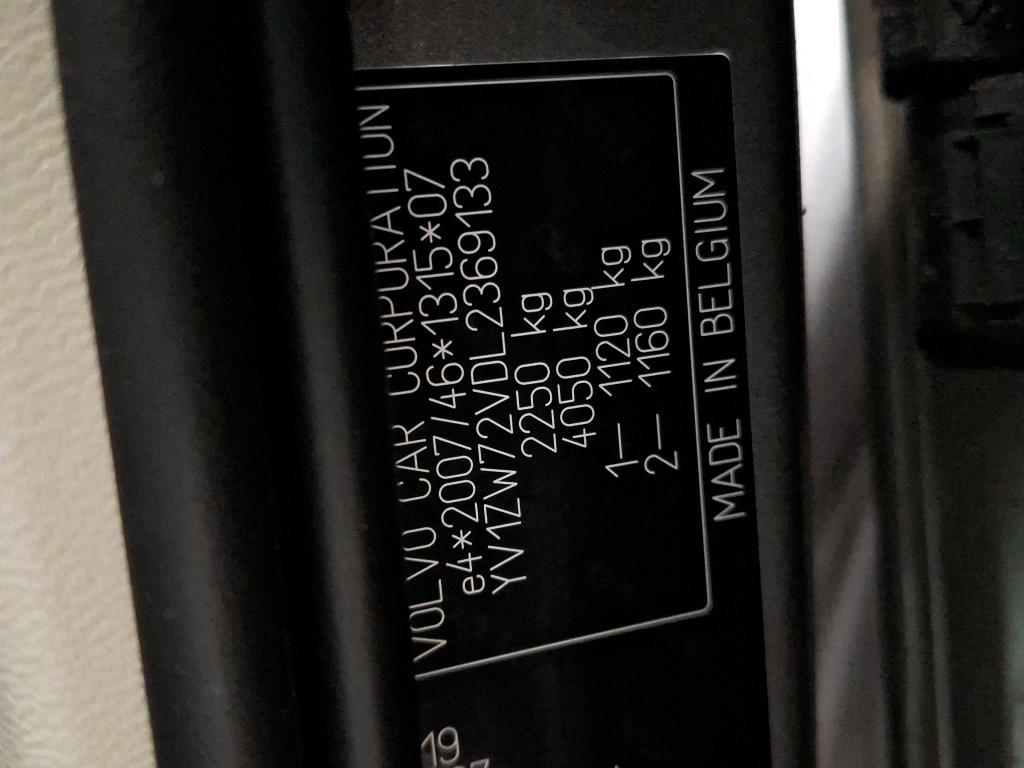 VOLVO CAR CORPORATION
e4*2007/46*1315*07
YV1ZW72VDL2369133
2250 kg
4050 kg
1– 1120 kg
2– 1160 kg
MADE IN BELGIUM